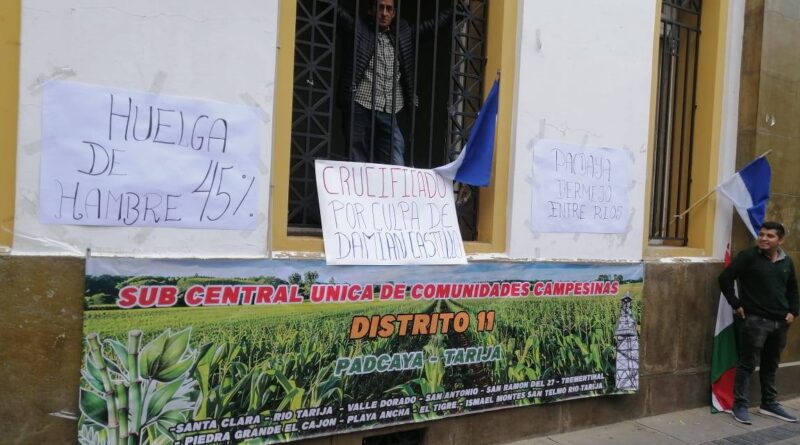 HUELGA
DE
HAMBRE 45%
CRUCIFICADO
POR CULPA DE
DAMIAN CASTILLO
PADCAYA
BERMEJO
ENTRE RIOS
SUB CENTRAL UNICA DE COMUNIDADES CAMPESINAS
DISTRITO 11
PADCAYA - TARIJA
-SANTA CLARA - RIO TARIJA - VALLE DORADO - SAN ANTONIO - SAN RAMON DEL 27 - TREMENTINAL
- PIEDRA GRANDE EL CAJON - PLAYA ANCHA - EL TIGRE - ISMAEL MONTES SAN TELMO RIO-TARIJA